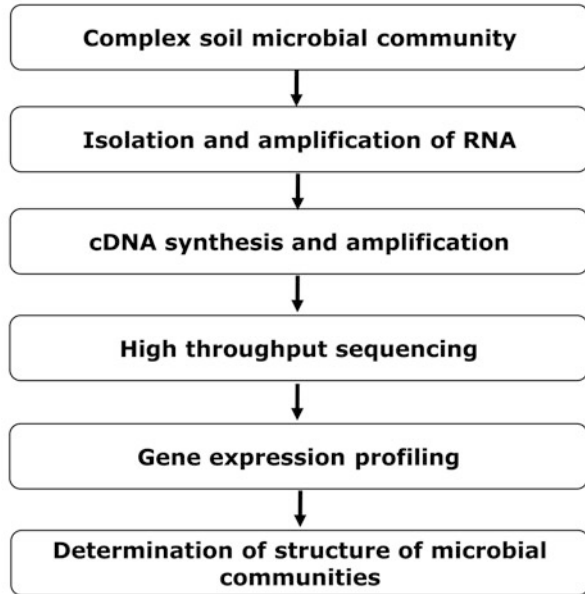 Complex soil microbial community
Isolation and amplification of RNA
cDNA synthesis and amplification
High throughput sequencing
Gene expression profiling
Determination of structure of microbial
communities